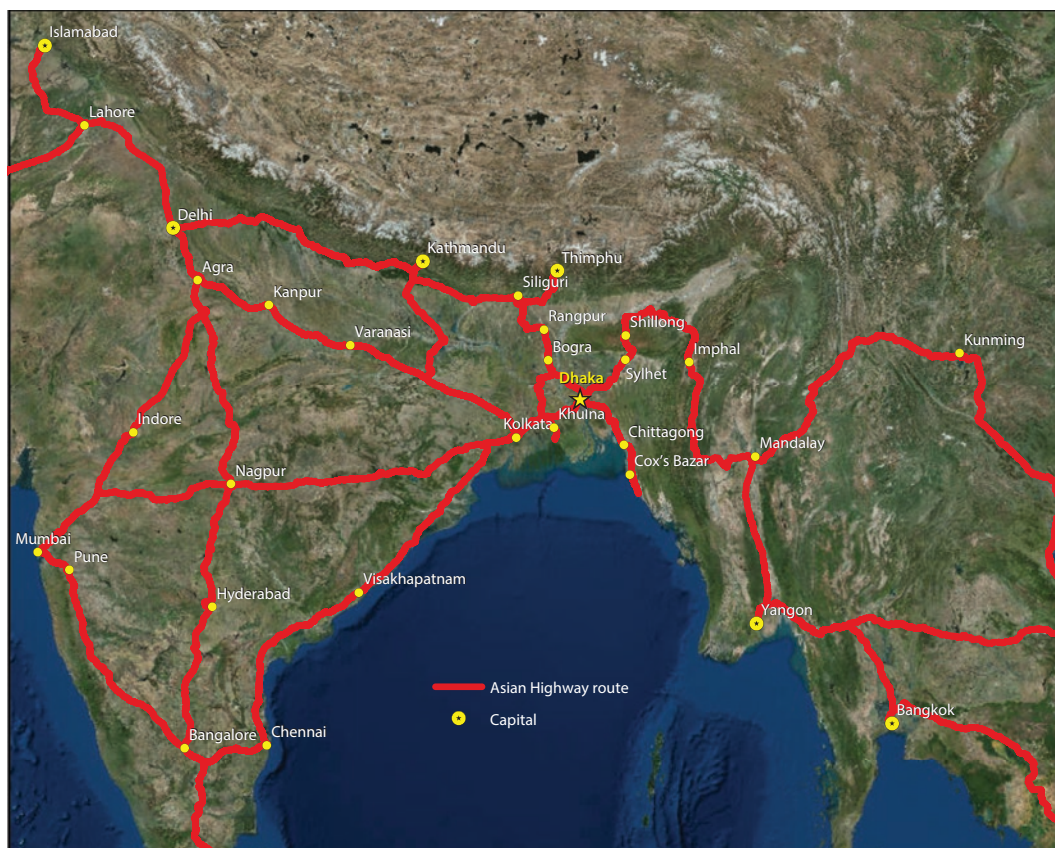 Islamabad
Lahore
Delhi
Kathmandu
Thimphu
Agra
Siliguri
Kanpur
Rangpur
Shillong
Varanasi
Bogra
Imphal
Kunming
Sylhet
Dhaka
Indore
Khulna
Kolkata
Chittagong
Mandalay
Cox's Bazar
Nagpur
Mumbai
Pune
Visakhapatnam
Hyderabad
Yangon
Asian Highway route
Capital
Bangkok
Bangalore
Chennai